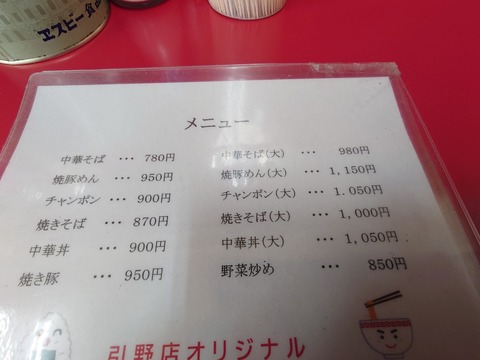 エスビー食品
メニュー
中華そば ・・・ 780円
焼豚めん ・・・ 950円
チャンポン ・・・ 900円
焼きそば ・・・ 870円
中華丼 ・・・ 900円
焼き豚 ・・・ 950円
中華そば(大) ・・・ 980円
焼豚めん(大) ・・・ 1,150円
チャンポン(大) ・・・ 1.050円
焼きそば(大) ・・・ 1,000円
中華丼(大) ・・・ 1,050円
野菜炒め ・・・ 850円
引野店オリジナル